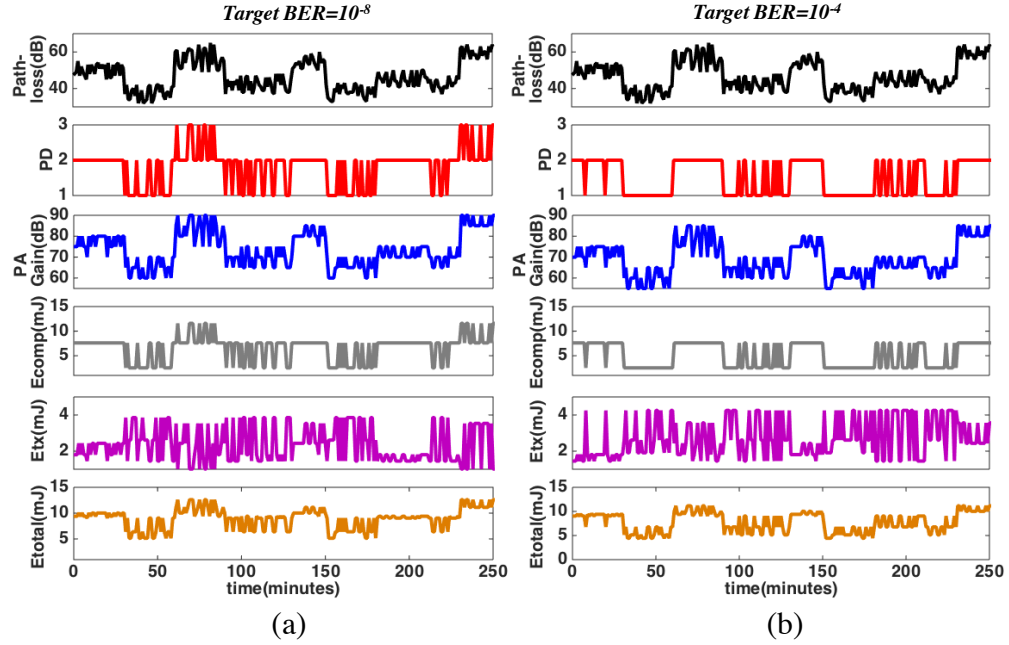 Target BER=10-8
Path-
loss(dB)
60
40
PD
3
2
1
PA
Gain(dB)
90
80
70
60
Ecomp(mJ)
15
10
5
Etx(mJ)
4
2
Etotal(mJ)
15
10
5
0
0 50 100 150 200 250
time(minutes)
(a)
Target BER=10-4
Path-
loss(dB)
60
40
PD
3
2
1
PA
Gain(dB)
90
80
70
60
Ecomp(mJ)
15
10
5
Etx(mJ)
4
2
Etotal(mJ)
15
10
5
0
0 50 100 150 200 250
time(minutes)
(b)